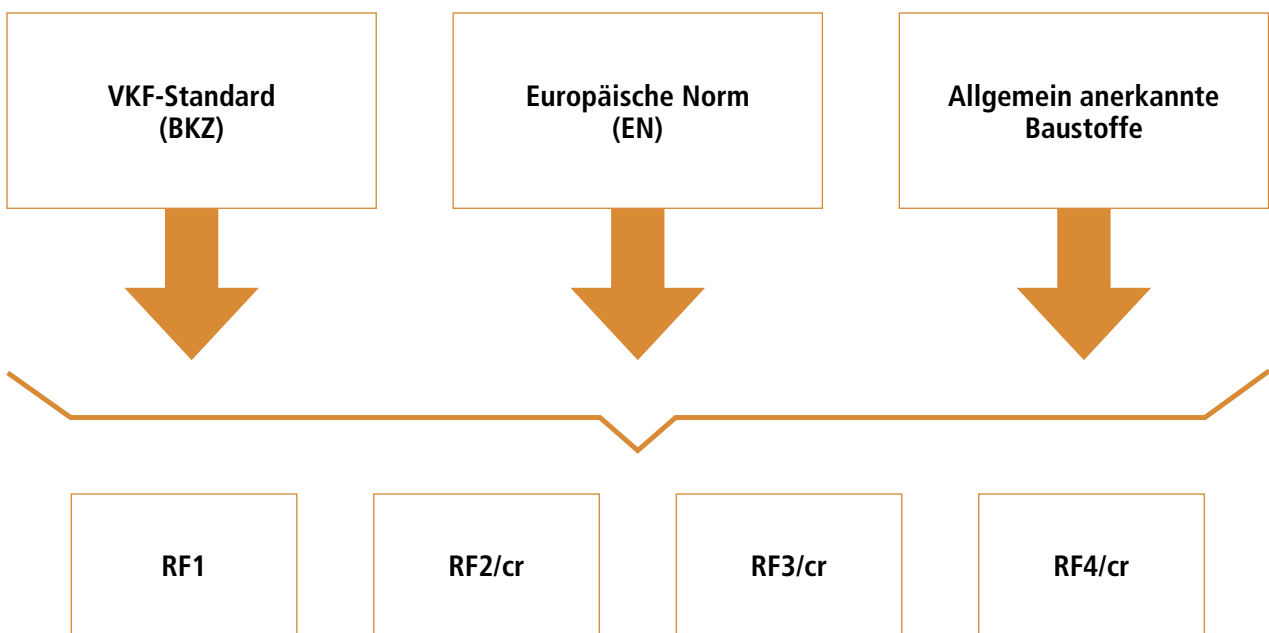 VKF-Standard
(BKZ)
Europäische Norm
(EN)
Allgemein anerkannte
Baustoffe
RF1
RF2/cr
RF3/cr
RF4/cr